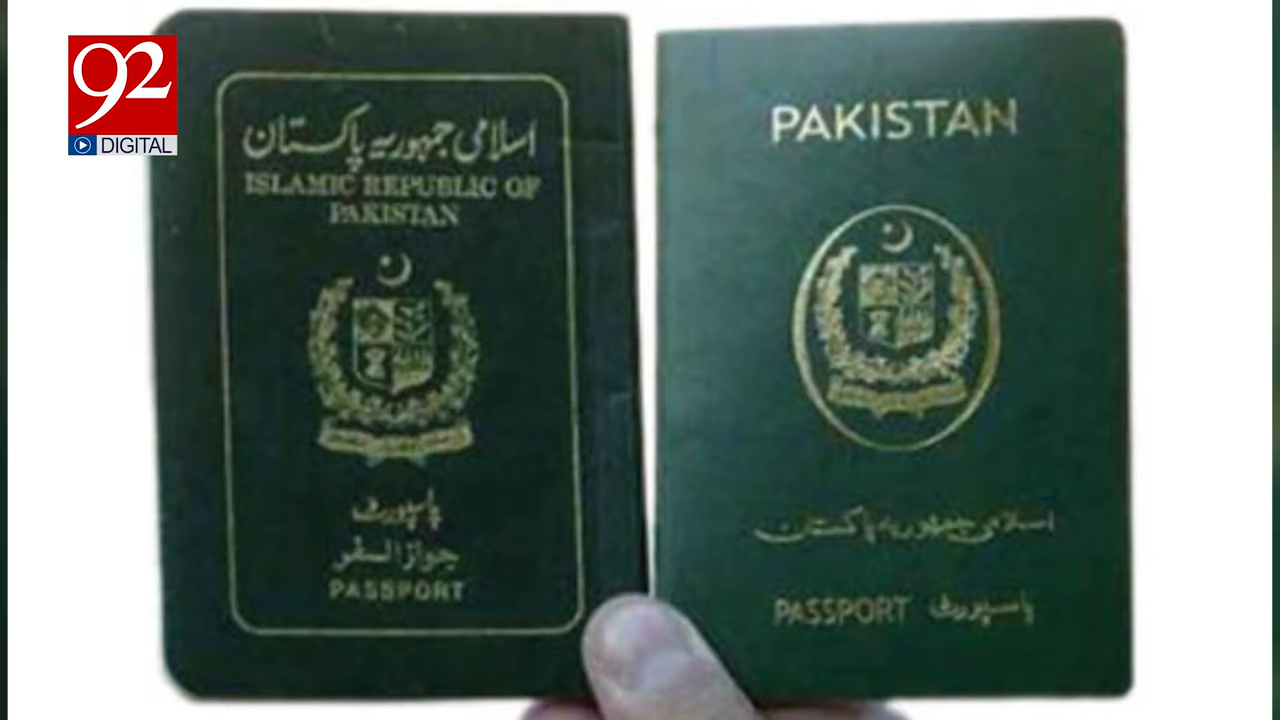 92
DIGITAL
اسلامی جمہوریہ پاکستان
ISLAMIC REPUBLIC OF
PAKISTAN
پاسپورٹ
جواز السفر
PASSPORT
PAKISTAN
اسلامی جمہوریہ پاکستان
PASSPORT پاسپورٹ